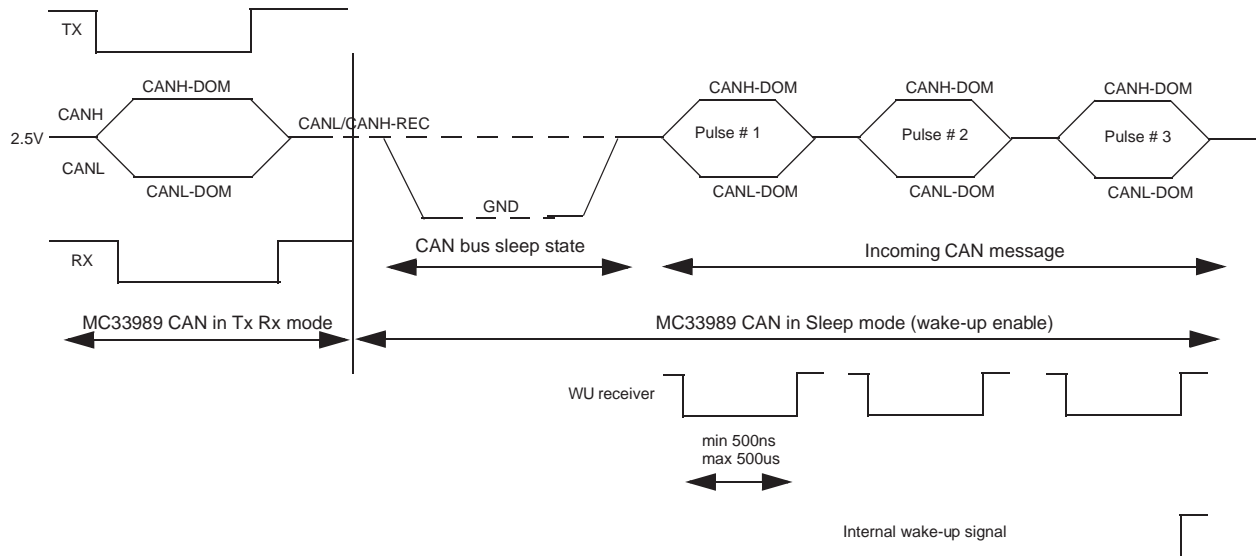 TX
CANH-DOM
CANH-DOM
CANH-DOM
CANH-DOM
CANH
CANL/CANH-REC
Pulse # 1
Pulse # 2
Pulse # 3
2.5V
CANL
CANL-DOM
CANL-DOM
CANL-DOM
CANL-DOM
GND
RX
CAN bus sleep state
Incoming CAN message
MC33989 CAN in Tx Rx mode
MC33989 CAN in Sleep mode (wake-up enable)
WU receiver
min 500ns
max 500us
Internal wake-up signal